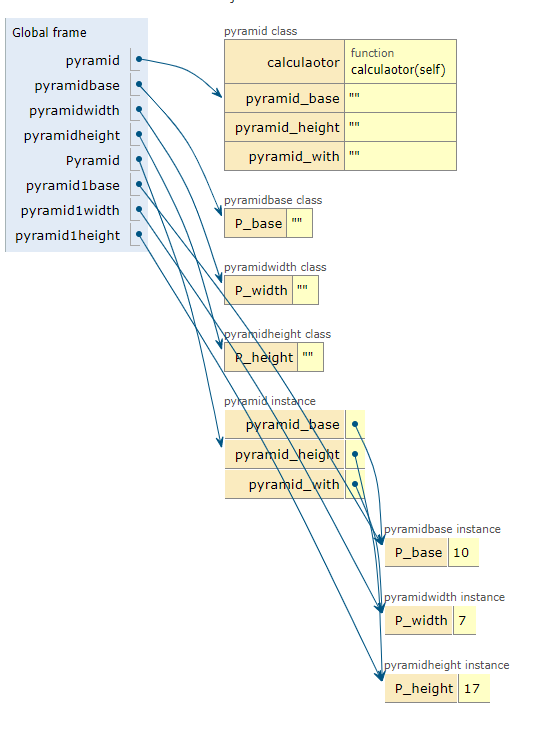 Global frame
pyramid
pyramidbase
pyramidwidth
pyramidheight
Pyramid
pyramid1base
pyramid1width
pyramid1height
pyramid class
calculaotor function
calculaotor(self)
pyramid_base ""
pyramid_height ""
pyramid_with ""
pyramidbase class
P_base ""
pyramidwidth class
P_width ""
pyramidheight class
P_height ""
pyramid instance
pyramid_base
pyramid_height
pyramid_with
pyramidbase instance
P_base 10
pyramidwidth instance
P_width 7
pyramidheight instance
P_height 17